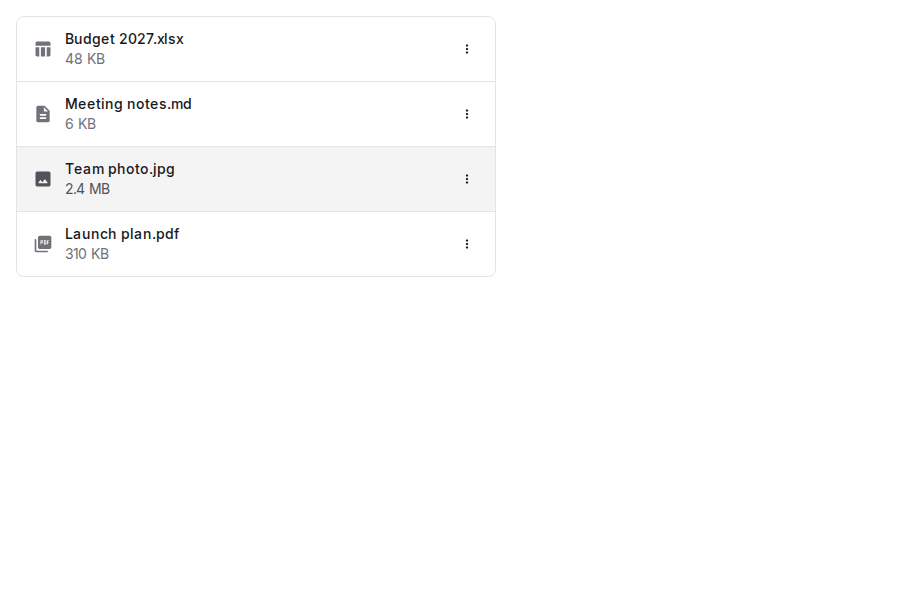 Budget 2027.xlsx
48 KB
Meeting notes.md
6 KB
Team photo.jpg
2.4 MB
Launch plan.pdf
310 KB